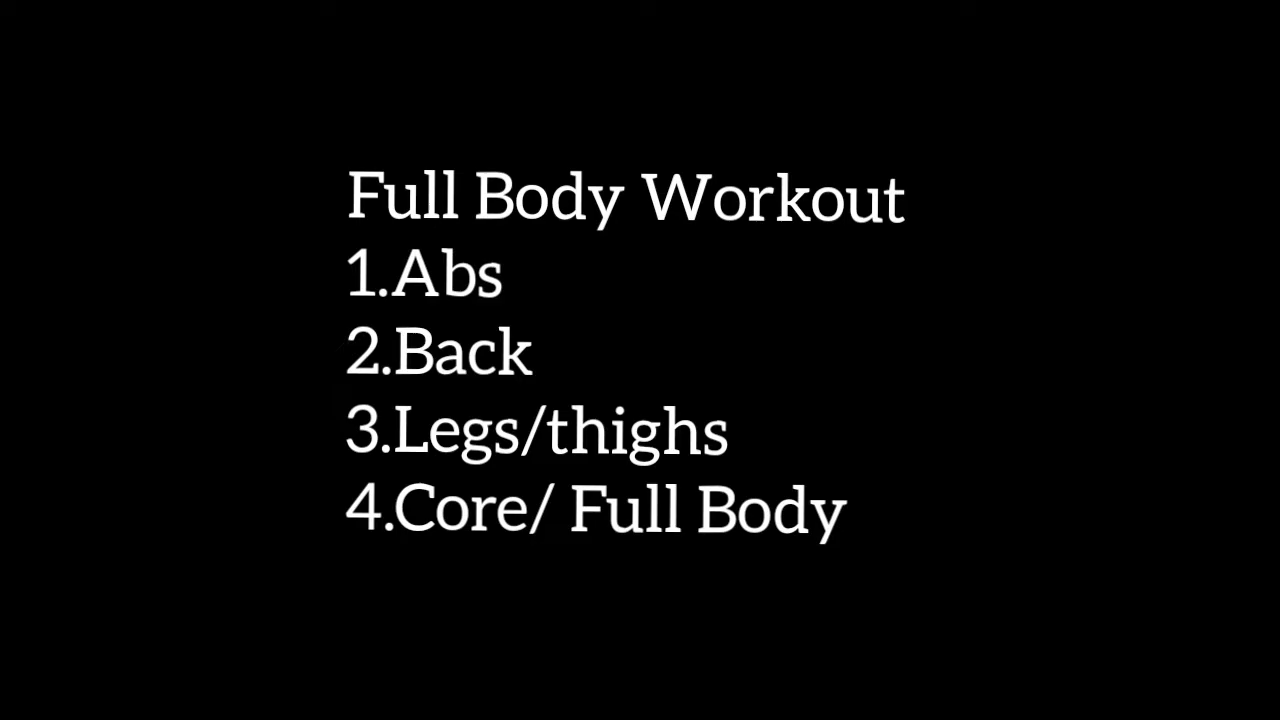 Full Body Workout
1.Abs
2.Back
3.Legs/thighs
4.Core/ Full Body